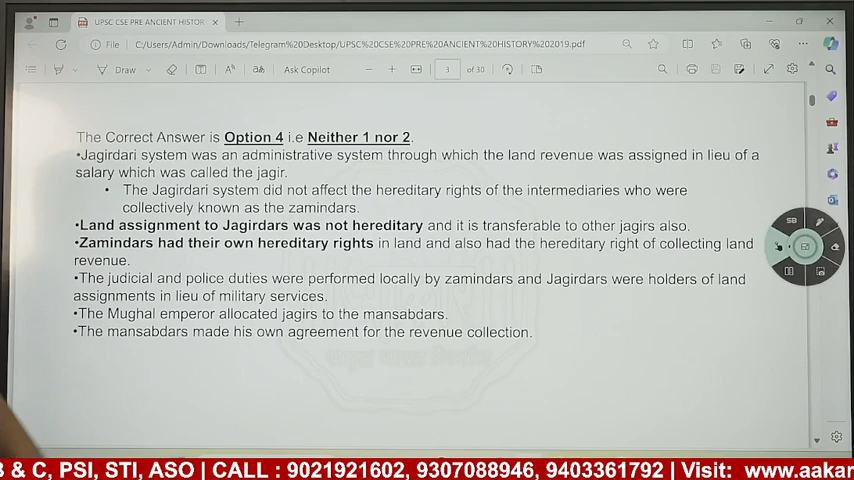 UPSC CSE PRE ANCIENT HISTOR
File
C:/Users/Admin/Downloads/Telegram%20Desktop/UPSC%20CSE%20PRE%20ANCIENT%20HISTORY%202019.pdf
Draw
Ask Copilot
3 of 30
The Correct Answer is Option 4 i.e Neither 1 nor 2.
•Jagirdari system was an administrative system through which the land revenue was assigned in lieu of a
salary which was called the jagir.
• The Jagirdari system did not affect the hereditary rights of the intermediaries who were
collectively known as the zamindars.
•Land assignment to Jagirdars was not hereditary and it is transferable to other jagirs also.
•Zamindars had their own hereditary rights in land and also had the hereditary right of collecting land
revenue.
•The judicial and police duties were performed locally by zamindars and Jagirdars were holders of land
assignments in lieu of military services.
•The Mughal emperor allocated jagirs to the mansabdars.
•The mansabdars made his own agreement for the revenue collection.
SB
B & C, PSI, STI, ASO | CALL : 9021921602, 9307088946, 9403361792 | Visit: www.aakar